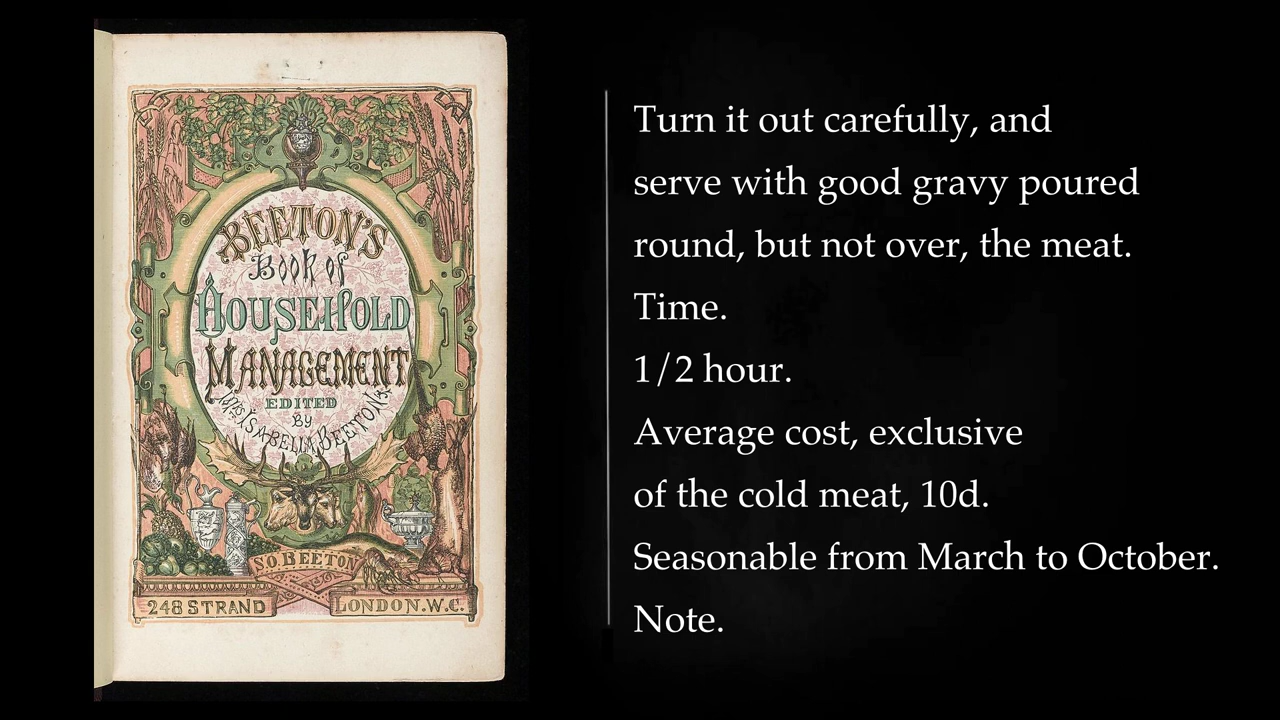 BEETON'S
Book of
HOUSEHOLD
MANAGEMENT
EDITED
BY
MRS. ISABELLA BEETON
S.O. BEETON
248 STRAND
LONDON. W.C.
Turn it out carefully, and
serve with good gravy poured
round, but not over, the meat.
Time.
1/2 hour.
Average cost, exclusive
of the cold meat, 10d.
Seasonable from March to October.
Note.